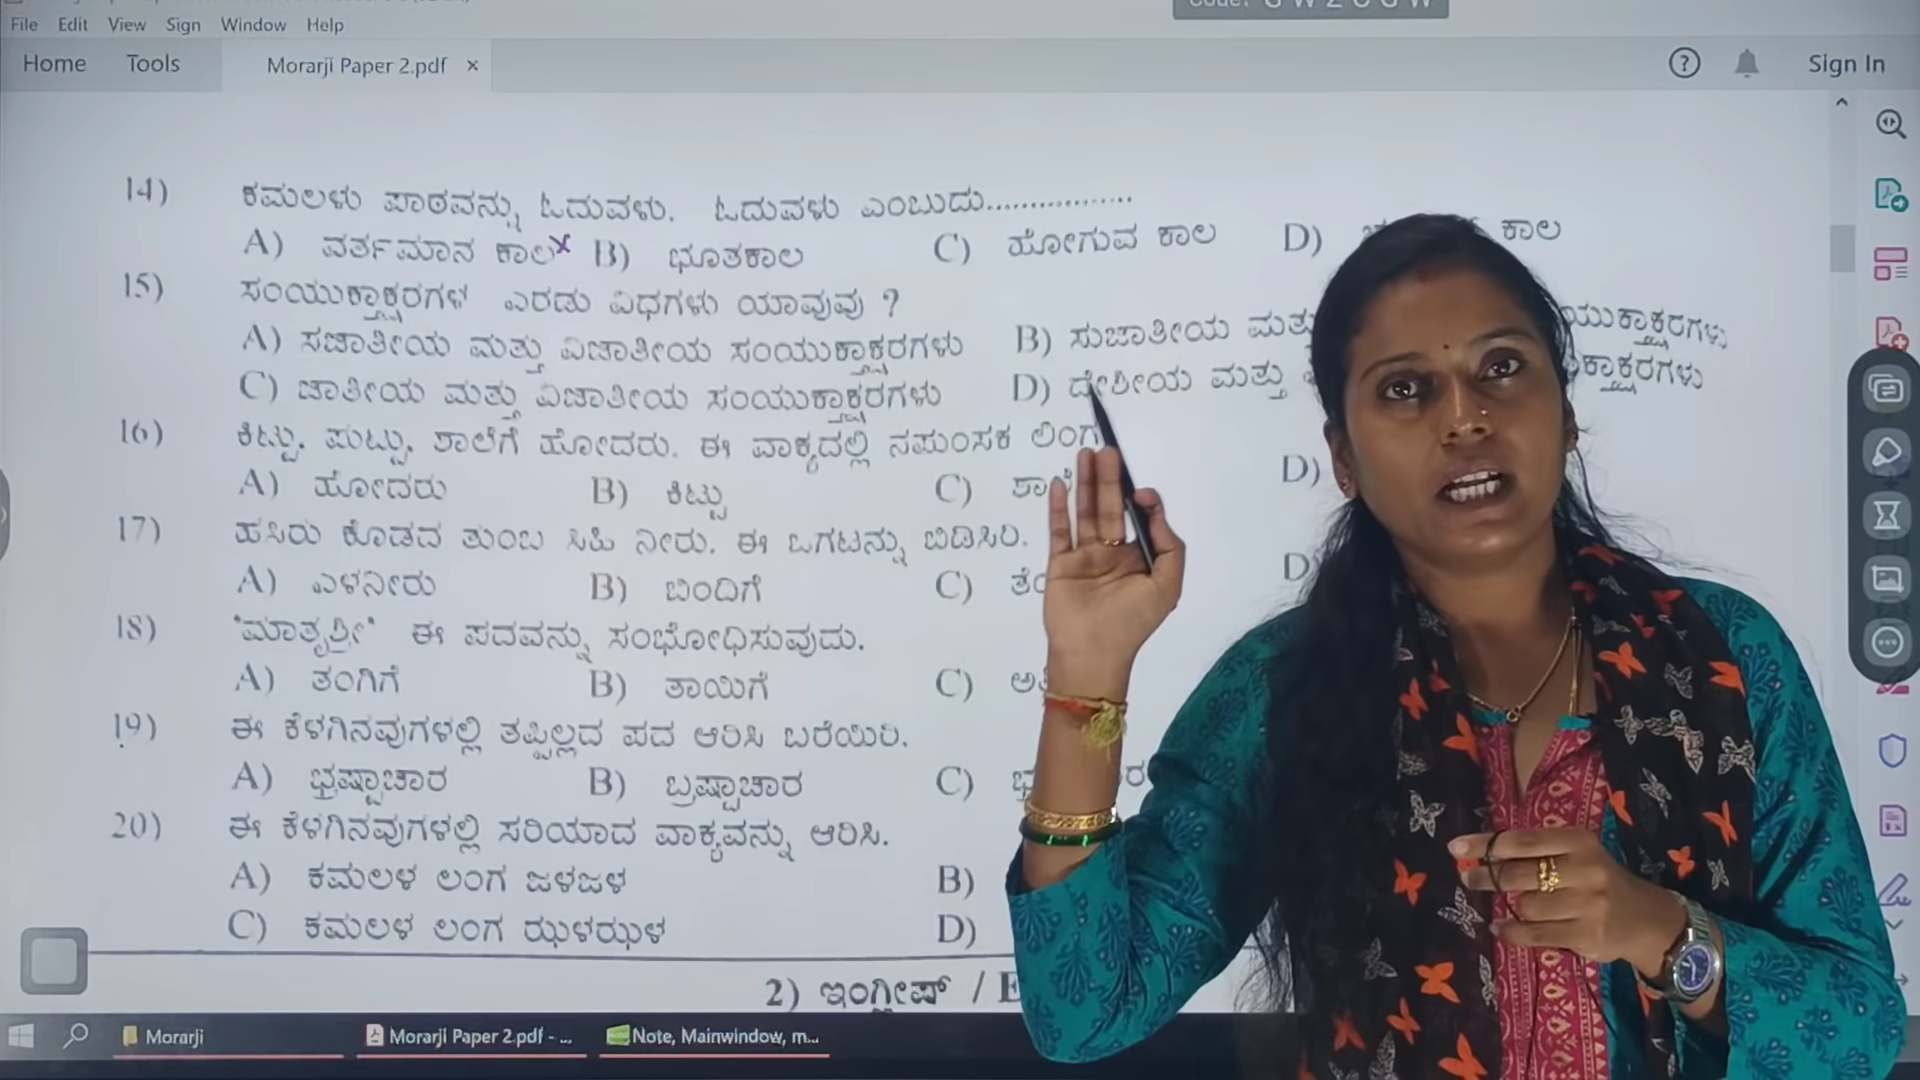 File Edit View Sign Window Help
Home Tools Morarji Paper 2.pdf × Sign In
14) ಕಮಲಳು ಪಾಠವನ್ನು ಓದುವಳು. ಓದುವಳು ಎಂಬುದು.................
A) ವರ್ತಮಾನ ಕಾಲ B) ಭೂತಕಾಲ C) ಹೋಗುವ ಕಾಲ D) ಕಾಲ
15) ಸಂಯುಕ್ತಾಕ್ಷರಗಳ ಎರಡು ವಿಧಗಳು ಯಾವುವು ?
A) ಸಜಾತೀಯ ಮತ್ತು ವಿಜಾತೀಯ ಸಂಯುಕ್ತಾಕ್ಷರಗಳು B) ಸುಜಾತೀಯ ಮತ್ತು
C) ಜಾತೀಯ ಮತ್ತು ವಿಜಾತೀಯ ಸಂಯುಕ್ತಾಕ್ಷರಗಳು D) ದೇಶೀಯ ಮತ್ತು
16) ಕಿಟ್ಟು, ಪುಟ್ಟು, ಶಾಲೆಗೆ ಹೋದರು. ಈ ವಾಕ್ಯದಲ್ಲಿ ನಪುಂಸಕ ಲಿಂಗ
A) ಹೋದರು B) ಕಿಟ್ಟು C) ಶಾಲೆ D)
17) ಹಸಿರು ಕೊಡದ ತುಂಬ ಸಿಹಿ ನೀರು. ಈ ಒಗಟನ್ನು ಬಿಡಿಸಿರಿ.
A) ಎಳನೀರು B) ಬಿಂದಿಗೆ C) D)
18) 'ಮಾತೃಶ್ರೀ' ಈ ಪದವನ್ನು ಸಂಭೋಧಿಸುವುದು.
A) ತಂಗಿಗೆ B) ತಾಯಿಗೆ C)
19) ಈ ಕೆಳಗಿನವುಗಳಲ್ಲಿ ತಪ್ಪಿಲ್ಲದ ಪದ ಆರಿಸಿ ಬರೆಯಿರಿ.
A) ಭ್ರಷ್ಟಾಚಾರ B) ಬ್ರಷ್ಟಾಚಾರ C)
20) ಈ ಕೆಳಗಿನವುಗಳಲ್ಲಿ ಸರಿಯಾದ ವಾಕ್ಯವನ್ನು ಆರಿಸಿ.
A) ಕಮಲಳ ಲಂಗ ಜಳಜಳ B)
C) ಕಮಲಳ ಲಂಗ ಝಳಝಳ D)
2) ಇಂಗ್ಲೀಷ್ / E
Morarji Morarji Paper 2.pdf - ... Note, Mainwindow, m...